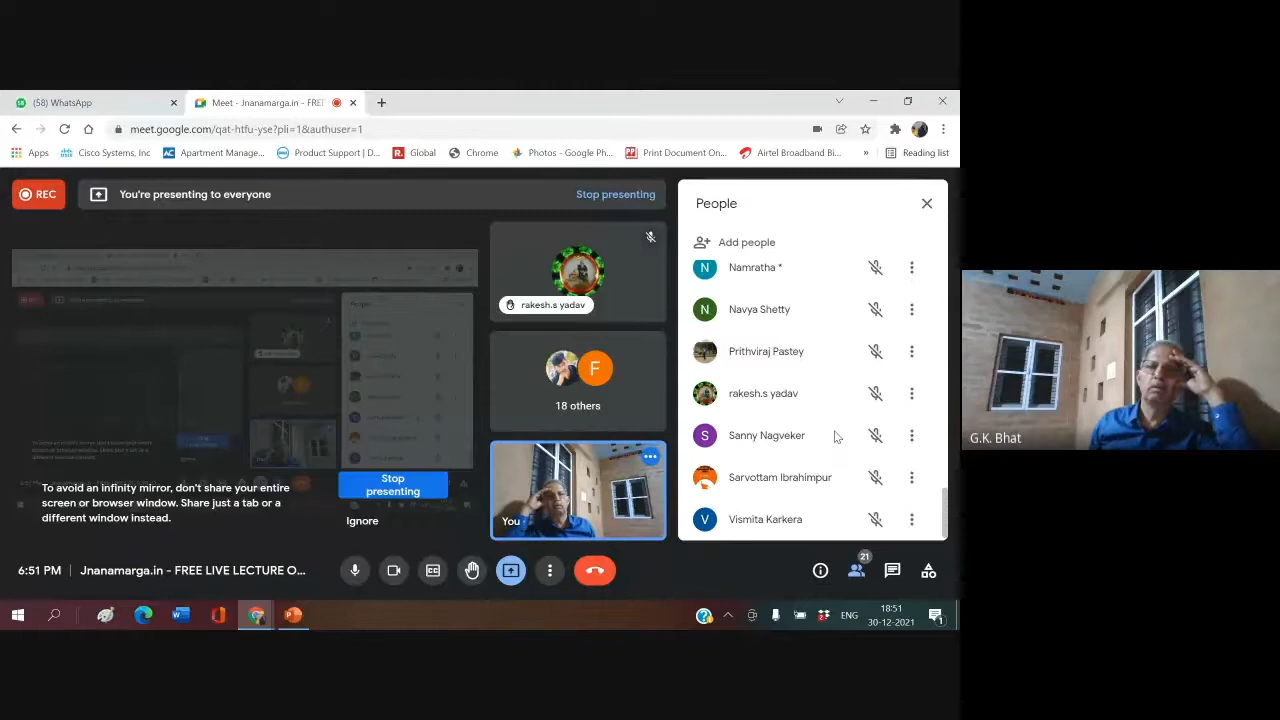 (58) WhatsApp
Meet - Jnanamarga.in - FREE
meet.google.com/qat-htfu-yse?pli=1&authuser=1
Apps
Cisco Systems, Inc
Apartment Manage...
Product Support | D...
Global
Chrome
Photos - Google Ph...
Print Document On...
Airtel Broadband Bi...
»
Reading list
REC
You're presenting to everyone
Stop presenting
People
Add people
N Namratha *
N Navya Shetty
Prithviraj Pastey
rakesh.s yadav
S Sanny Nagveker
Sarvottam Ibrahimpur
V Vismita Karkera
rakesh.s yadav
F
18 others
You
To avoid an infinity mirror, don't share your entire
screen or browser window. Share just a tab or a
different window instead.
Stop
presenting
Ignore
6:51 PM | Jnanamarga.in - FREE LIVE LECTURE O...
21
ENG
18:51
30-12-2021
G.K. Bhat